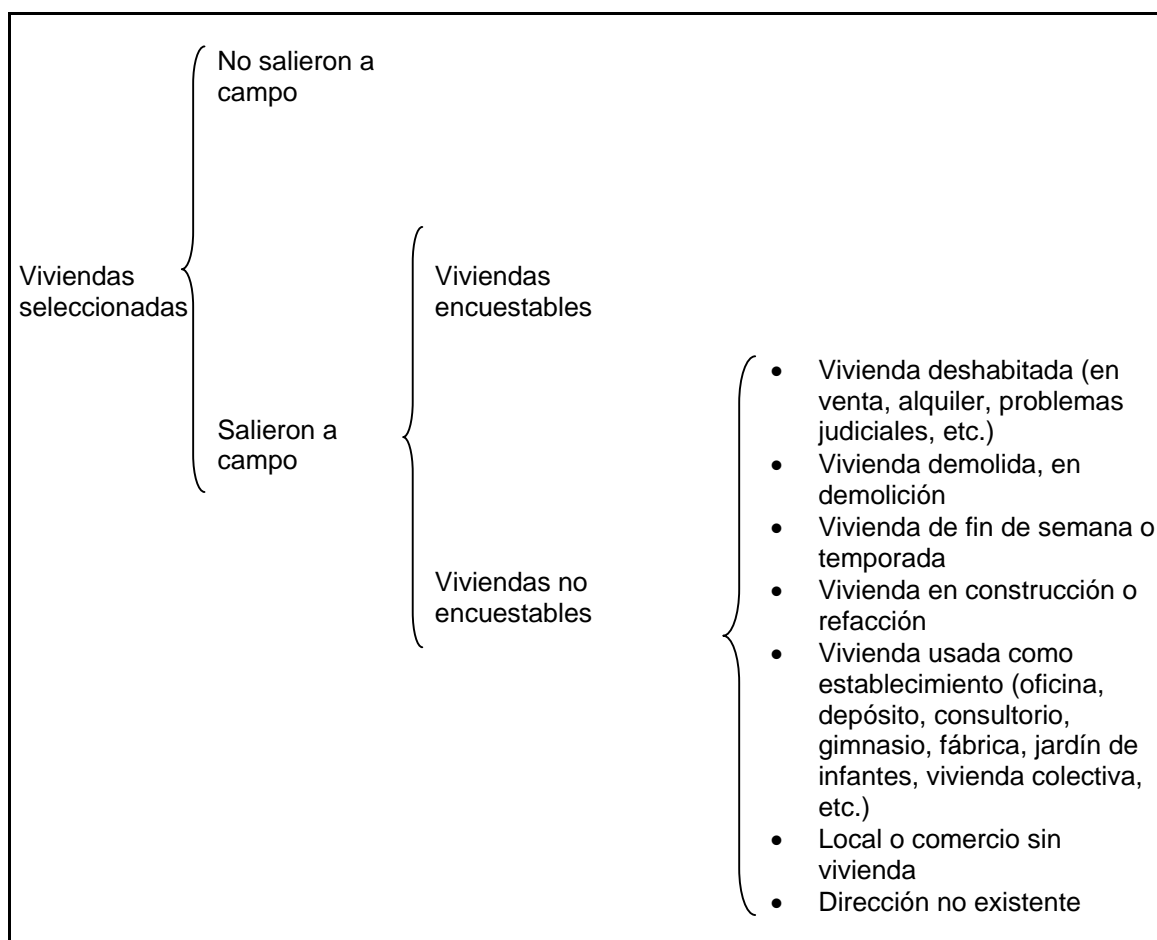 No salieron a
campo
Viviendas
seleccionadas
Viviendas
encuestables
Salieron a
campo
Viviendas no
encuestables
• Vivienda deshabitada (en
venta, alquiler, problemas
judiciales, etc.)
• Vivienda demolida, en
demolición
• Vivienda de fin de semana o
temporada
• Vivienda en construcción o
refacción
• Vivienda usada como
establecimiento (oficina,
depósito, consultorio,
gimnasio, fábrica, jardín de
infantes, vivienda colectiva,
etc.)
• Local o comercio sin
vivienda
• Dirección no existente